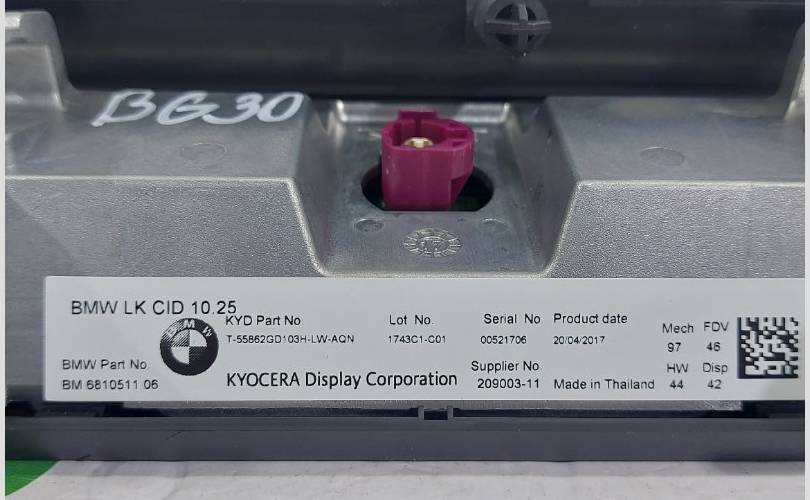 BG30
BMW LK CID 10.25
BMW
KYD Part No.
T-55862GD103H-LW-AQN
Lot No.
1743C1-C01
Serial No.
00521706
Product date
20/04/2017
Mech FDV
97 46
BMW Part No.
BM 6810511 06
KYOCERA Display Corporation
Supplier No.
209003-11
Made in Thailand
HW Disp
44 42